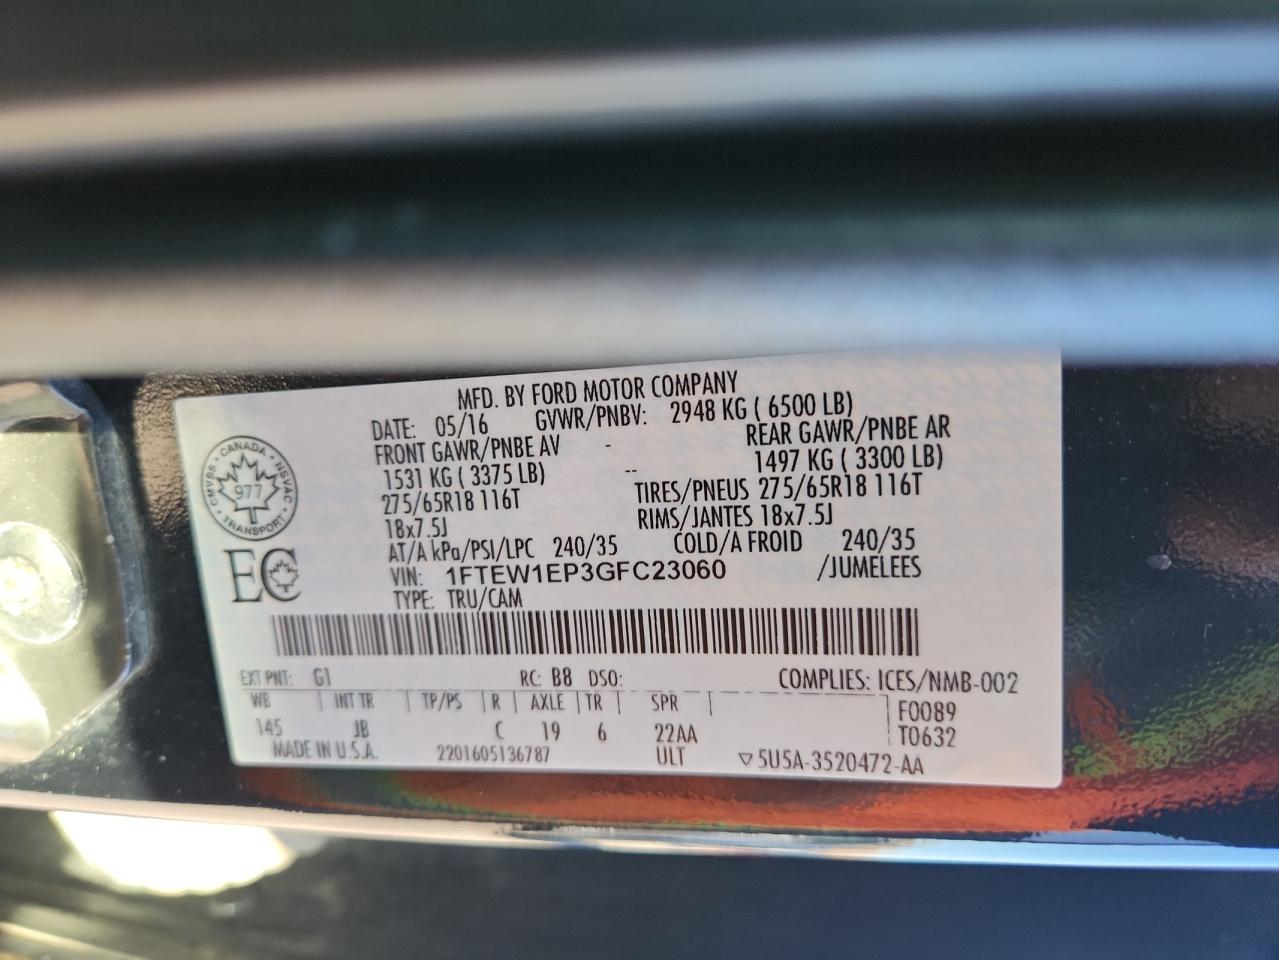 MFD. BY FORD MOTOR COMPANY
DATE: 05/16 GVWR/PNBV: 2948 KG ( 6500 LB)
FRONT GAWR/PNBE AV - REAR GAWR/PNBE AR
1531 KG ( 3375 LB) -- 1497 KG ( 3300 LB)
275/65R18 116T TIRES/PNEUS 275/65R18 116T
18x7.5J RIMS/JANTES 18x7.5J
AT/A kPa/PSI/LPC 240/35 COLD/A FROID 240/35
VIN: 1FTEW1EP3GFC23060 /JUMELEES
TYPE: TRU/CAM
CANADA
CMVSS NSVAC
977
TRANSPORT
EC
EXT PNT: G1 RC: B8 DSO: COMPLIES: ICES/NMB-002
WB | INT TR | TP/PS | R | AXLE | TR | SPR | F0089
145 JB C 19 6 22AA T0632
MADE IN U.S.A. 2201605136787 ULT ▽5U5A-3520472-AA